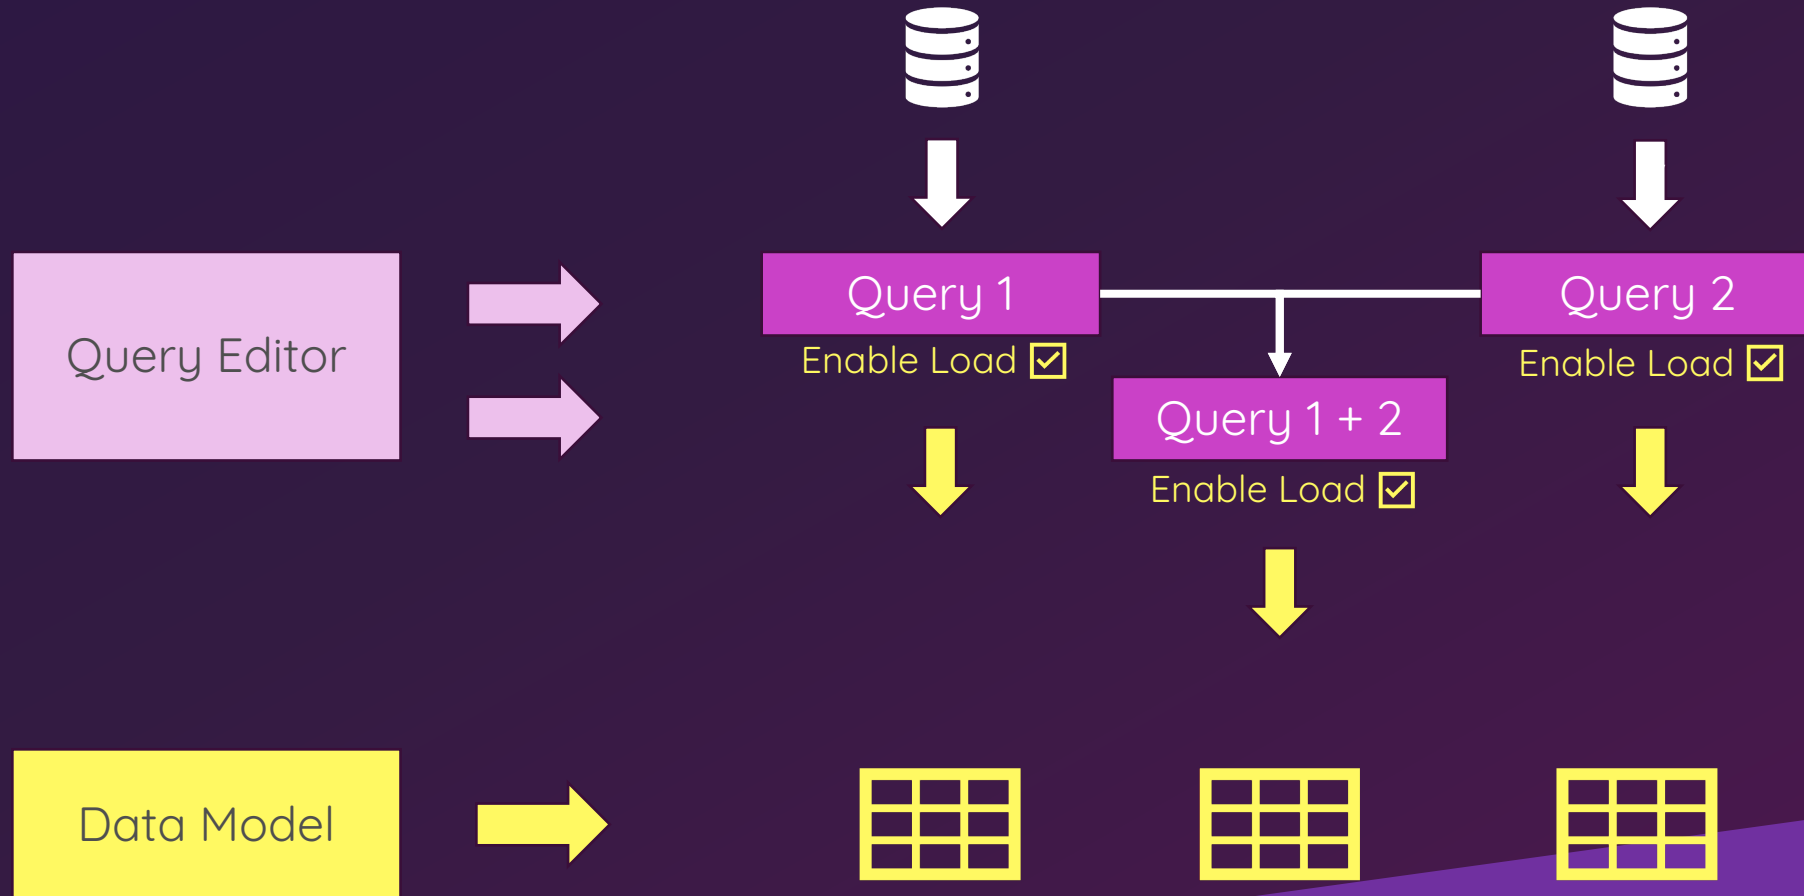 Query Editor
Query 1
Enable Load
Query 2
Enable Load
Query 1 + 2
Enable Load
Data Model